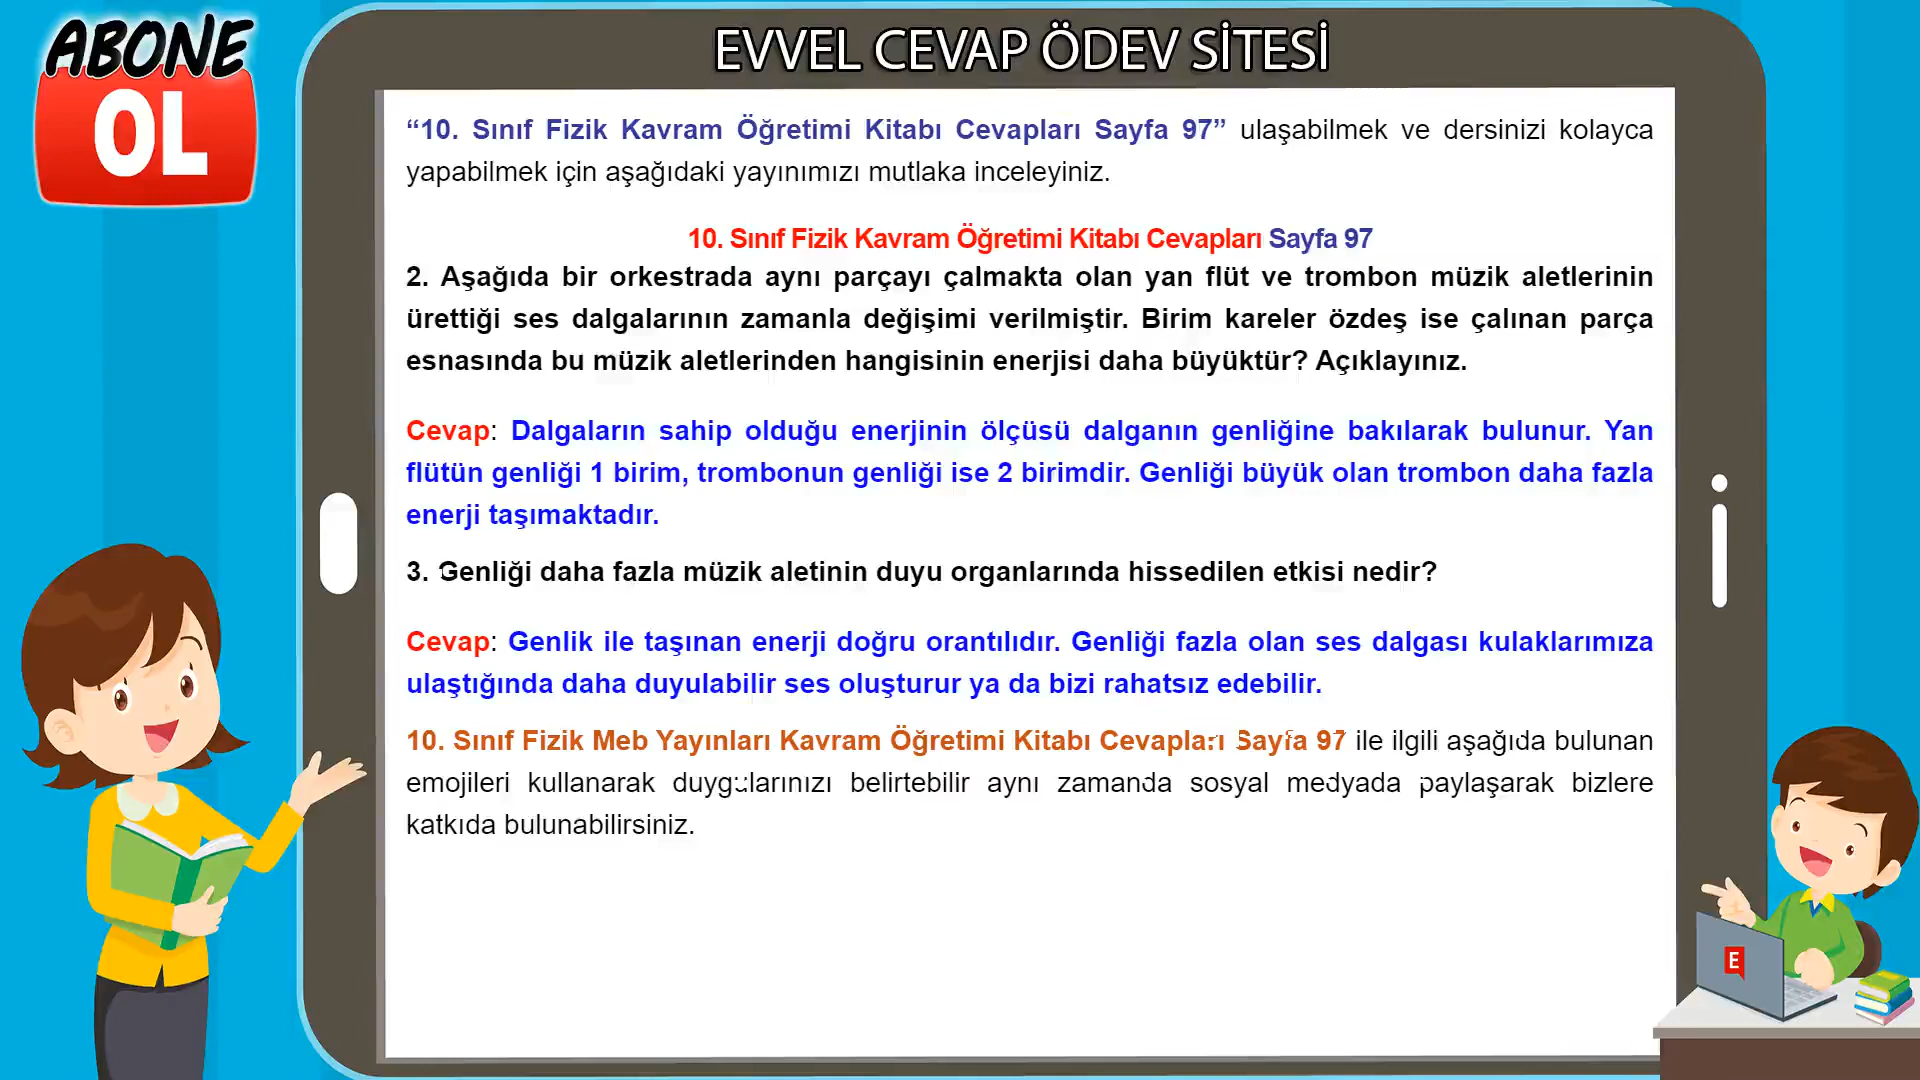 ABONE
OL
EVVEL CEVAP ÖDEV SİTESİ
“10. Sınıf Fizik Kavram Öğretimi Kitabı Cevapları Sayfa 97” ulaşabilmek ve dersinizi kolayca
yapabilmek için aşağıdaki yayınımızı mutlaka inceleyiniz.
10. Sınıf Fizik Kavram Öğretimi Kitabı Cevapları Sayfa 97
2. Aşağıda bir orkestrada aynı parçayı çalmakta olan yan flüt ve trombon müzik aletlerinin
ürettiği ses dalgalarının zamanla değişimi verilmiştir. Birim kareler özdeş ise çalınan parça
esnasında bu müzik aletlerinden hangisinin enerjisi daha büyüktür? Açıklayınız.
Cevap: Dalgaların sahip olduğu enerjinin ölçüsü dalganın genliğine bakılarak bulunur. Yan
flütün genliği 1 birim, trombonun genliği ise 2 birimdir. Genliği büyük olan trombon daha fazla
enerji taşımaktadır.
3. Genliği daha fazla müzik aletinin duyu organlarında hissedilen etkisi nedir?
Cevap: Genlik ile taşınan enerji doğru orantılıdır. Genliği fazla olan ses dalgası kulaklarımıza
ulaştığında daha duyulabilir ses oluşturur ya da bizi rahatsız edebilir.
10. Sınıf Fizik Meb Yayınları Kavram Öğretimi Kitabı Cevapları Sayfa 97 ile ilgili aşağıda bulunan
emojileri kullanarak duygularınızı belirtebilir aynı zamanda sosyal medyada paylaşarak bizlere
katkıda bulunabilirsiniz.
E